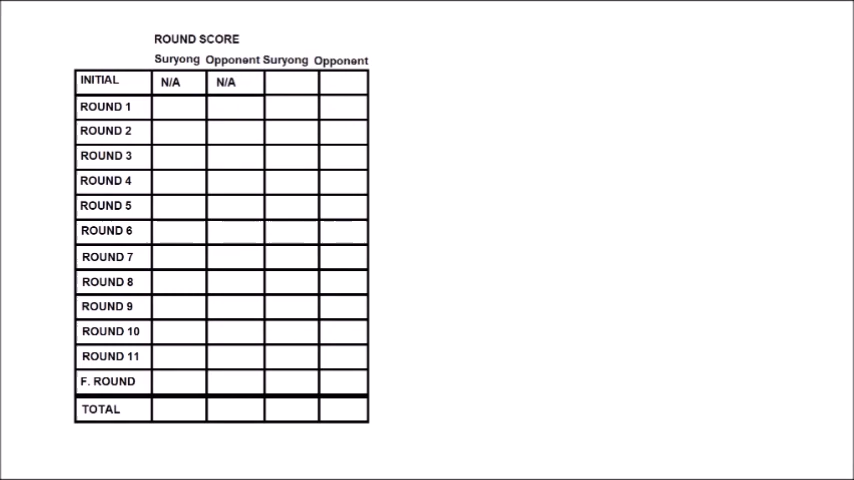 ROUND SCORE
Suryong Opponent Suryong Opponent
INITIAL N/A N/A
ROUND 1
ROUND 2
ROUND 3
ROUND 4
ROUND 5
ROUND 6
ROUND 7
ROUND 8
ROUND 9
ROUND 10
ROUND 11
F. ROUND
TOTAL